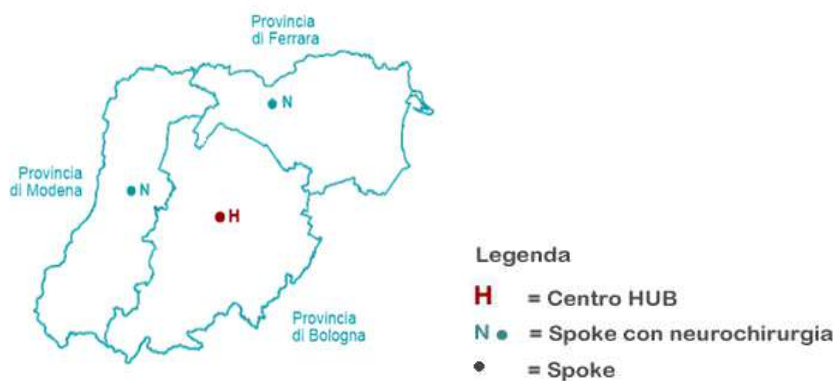 Provincia
di Ferrara
N
Provincia
di Modena
N
H
Provincia
di Bologna
Legenda
H = Centro HUB
N = Spoke con neurochirurgia
= Spoke